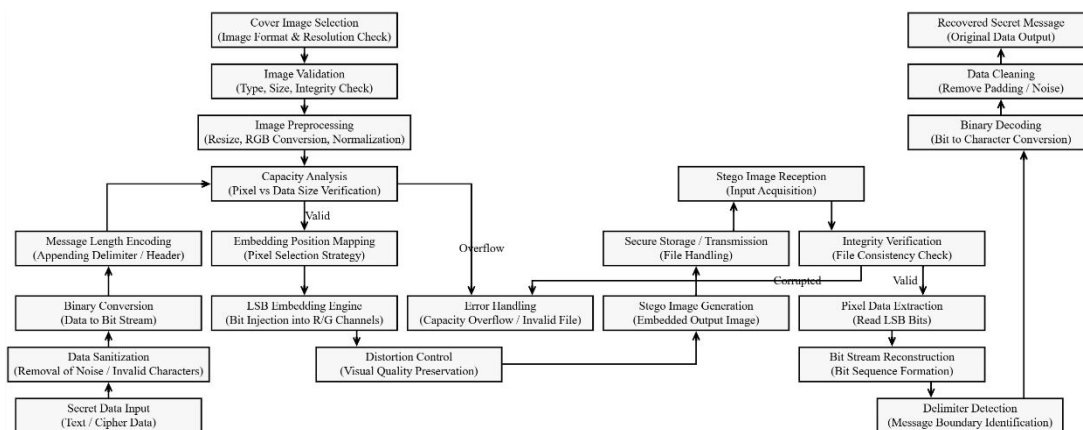 Cover Image Selection
(Image Format & Resolution Check)
Image Validation
(Type, Size, Integrity Check)
Image Preprocessing
(Resize, RGB Conversion, Normalization)
Capacity Analysis
(Pixel vs Data Size Verification)
Valid
Overflow
Message Length Encoding
(Appending Delimiter / Header)
Binary Conversion
(Data to Bit Stream)
Data Sanitization
(Removal of Noise / Invalid Characters)
Secret Data Input
(Text / Cipher Data)
Embedding Position Mapping
(Pixel Selection Strategy)
LSB Embedding Engine
(Bit Injection into R/G Channels)
Distortion Control
(Visual Quality Preservation)
Error Handling
(Capacity Overflow / Invalid File)
Stego Image Reception
(Input Acquisition)
Secure Storage / Transmission
(File Handling)
Stego Image Generation
(Embedded Output Image)
Integrity Verification
(File Consistency Check)
Corrupted
Valid
Pixel Data Extraction
(Read LSB Bits)
Bit Stream Reconstruction
(Bit Sequence Formation)
Delimiter Detection
(Message Boundary Identification)
Recovered Secret Message
(Original Data Output)
Data Cleaning
(Remove Padding / Noise)
Binary Decoding
(Bit to Character Conversion)